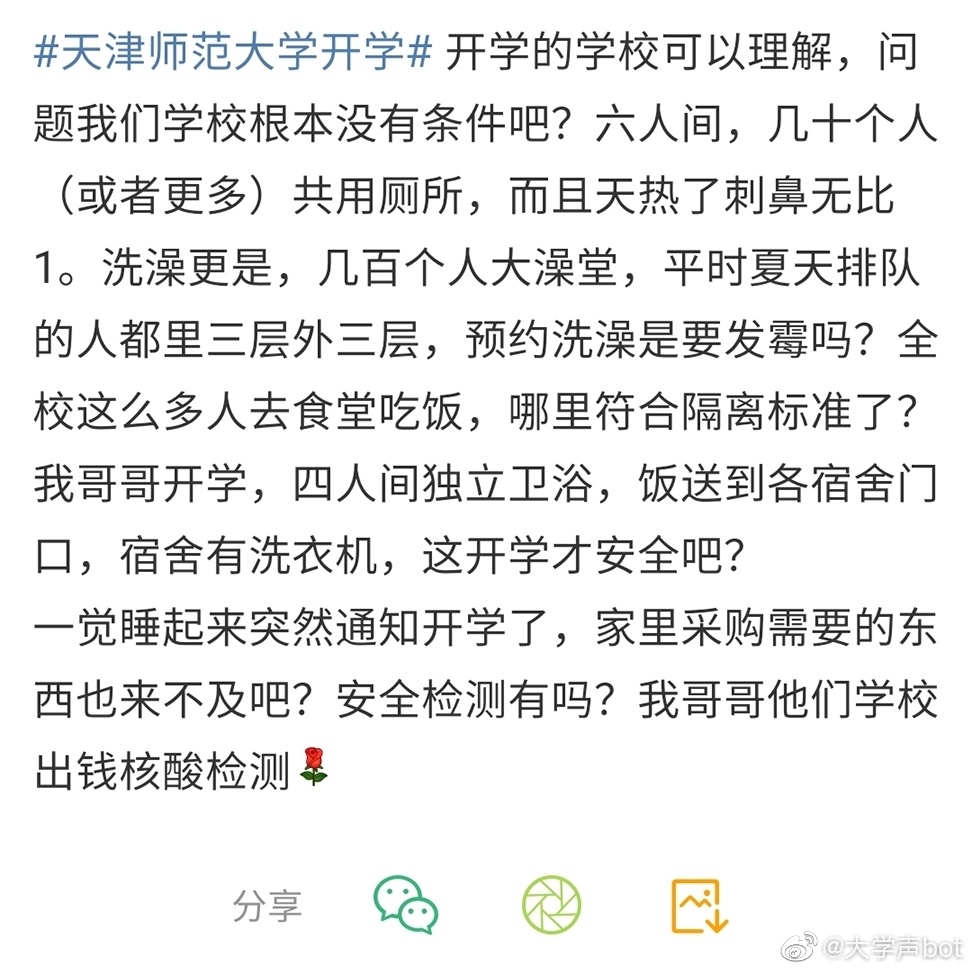 #天津师范大学开学# 开学的学校可以理解，问
题我们学校根本没有条件吧？六人间，几十个人
（或者更多）共用厕所，而且天热了刺鼻无比
1。洗澡更是，几百个人大澡堂，平时夏天排队
的人都里三层外三层，预约洗澡是要发霉吗？全
校这么多人去食堂吃饭，哪里符合隔离标准了？
我哥哥开学，四人间独立卫浴，饭送到各宿舍门
口，宿舍有洗衣机，这开学才安全吧？
一觉睡起来突然通知开学了，家里采购需要的东
西也来不及吧？安全检测有吗？我哥哥他们学校
出钱核酸检测🌹
分享
@大学声bot